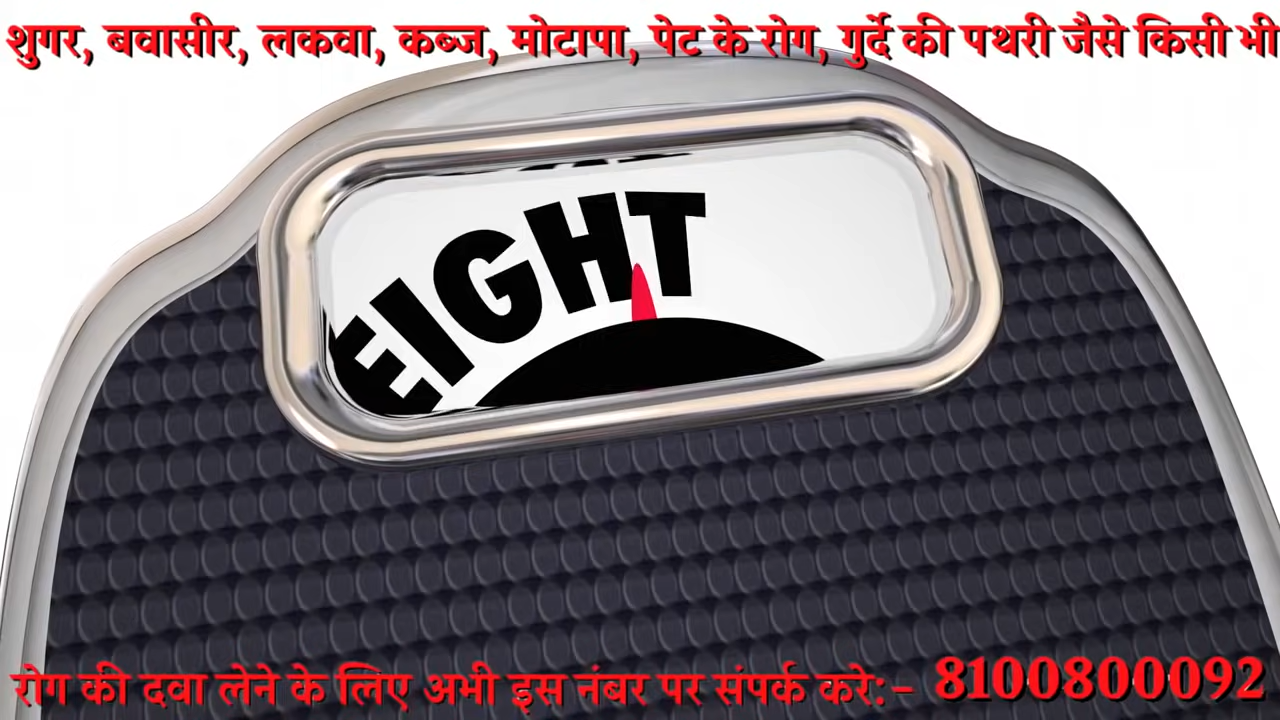 शुगर, बवासीर, लकवा, कब्ज, मोटापा, पेट के रोग, गुर्दे की पथरी जैसे किसी भी
EIGHT
रोग की दवा लेने के लिए अभी इस नंबर पर संपर्क करे:- 8100800092